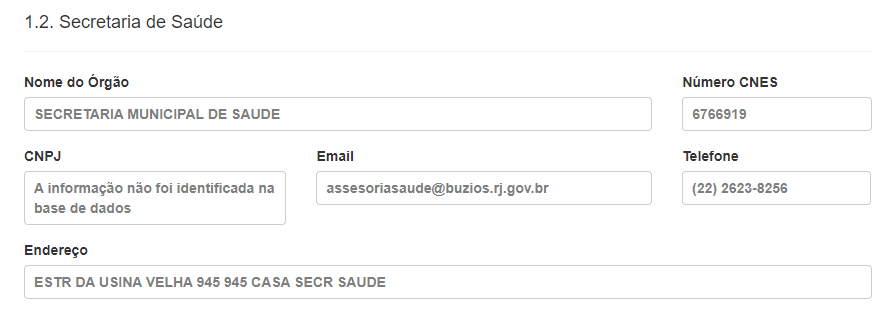 1.2. Secretaria de Saúde
Nome do Órgão
Número CNES
SECRETARIA MUNICIPAL DE SAUDE
6766919
CNPJ
Email
Telefone
A informação não foi identificada na
base de dados
assesoriasaude@buzios.rj.gov.br
(22) 2623-8256
Endereço
ESTR DA USINA VELHA 945 945 CASA SECR SAUDE